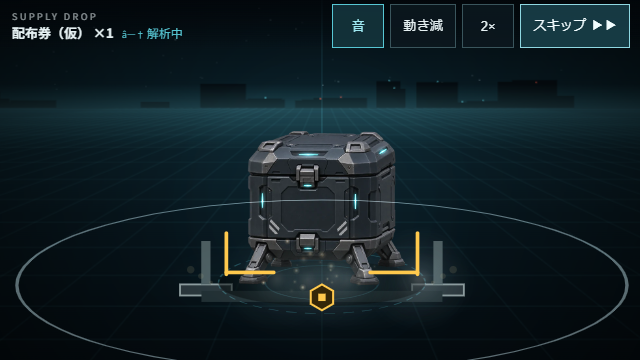 SUPPLY DROP
配布券（仮） ×1 â—† 解析中
音
動き減
2×
スキップ ▶▶